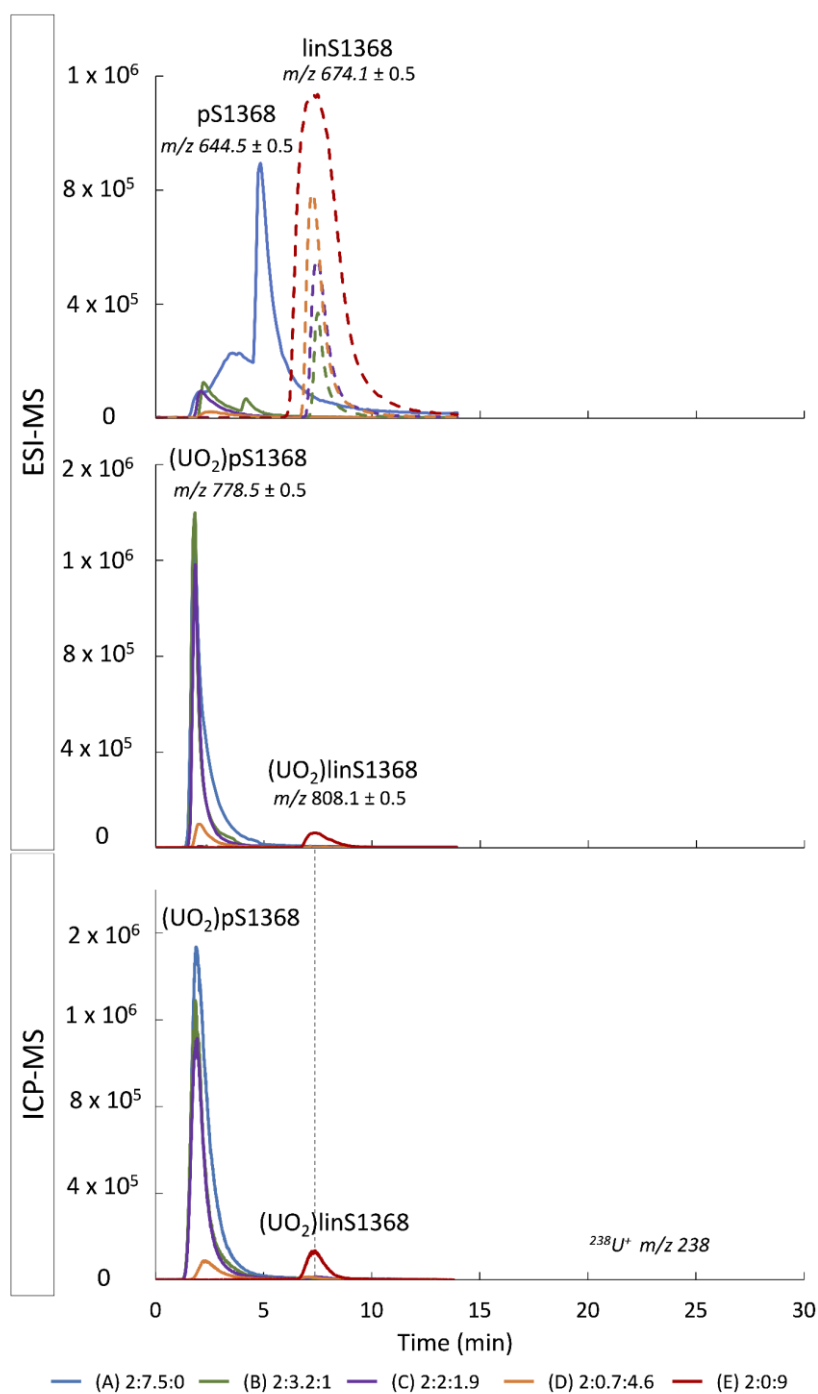 ESI-MS
linS1368
m/z 674.1 ± 0.5
1 x 10⁶
pS1368
m/z 644.5 ± 0.5
8 x 10⁵
4 x 10⁵
0
(UO₂)pS1368
2 x 10⁶
m/z 778.5 ± 0.5
1 x 10⁶
8 x 10⁵
4 x 10⁵
(UO₂)linS1368
m/z 808.1 ± 0.5
0
ICP-MS
(UO₂)pS1368
2 x 10⁶
1 x 10⁶
8 x 10⁵
4 x 10⁵
(UO₂)linS1368
²³⁸U⁺ m/z 238
0
0 5 10 15 20 25 30
Time (min)
(A) 2:7.5:0 (B) 2:3.2:1 (C) 2:2:1.9 (D) 2:0.7:4.6 (E) 2:0:9